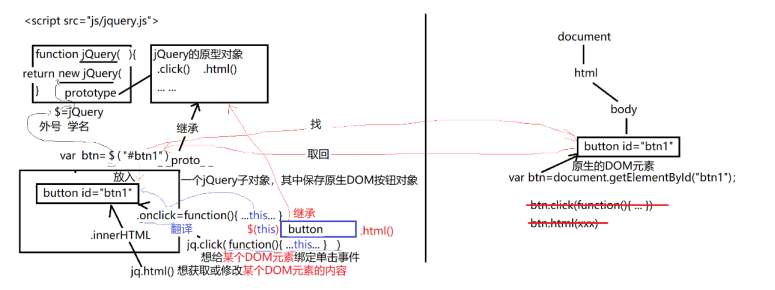 <script src="js/jquery.js">
function jQuery( ){
return new jQuery(
} prototype
$=jQuery
外号 学名
jQuery的原型对象
.click() .html()
... ...
继承
找
取回
var btn= $("#btn1")
proto
放入
button id="btn1"
一个jQuery子对象，其中保存原生DOM按钮对象
.onclick=function(){ ...this... }
继承
翻译
$(this)
button
.html()
.innerHTML
jq.click( function(){ ...this... } )
想给某个DOM元素绑定单击事件
jq.html() 想获取或修改某个DOM元素的内容
document
html
body
button id="btn1"
原生的DOM元素
var btn=document.getElementById("btn1");
btn.click(function(){ ... })
btn.html(xxx)